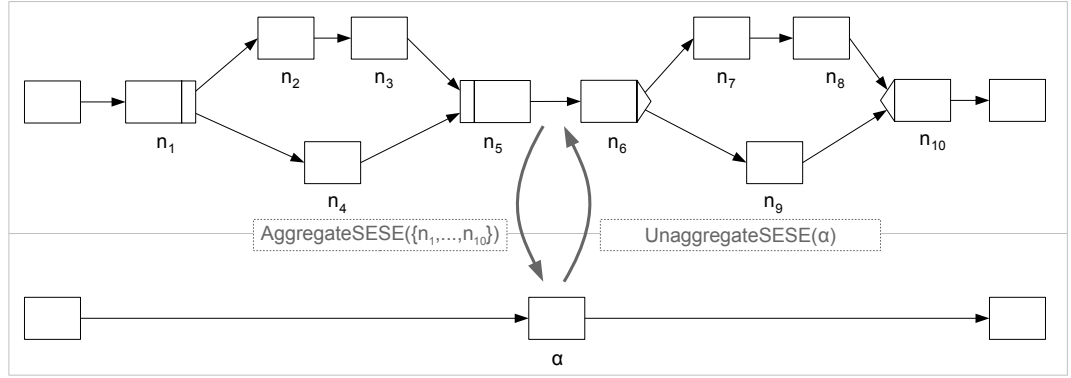 n2
n3
n7
n8
n1
n5
n6
n10
n4
n9
AggregateSESE({n1,...,n10})
UnaggregateSESE(α)
α